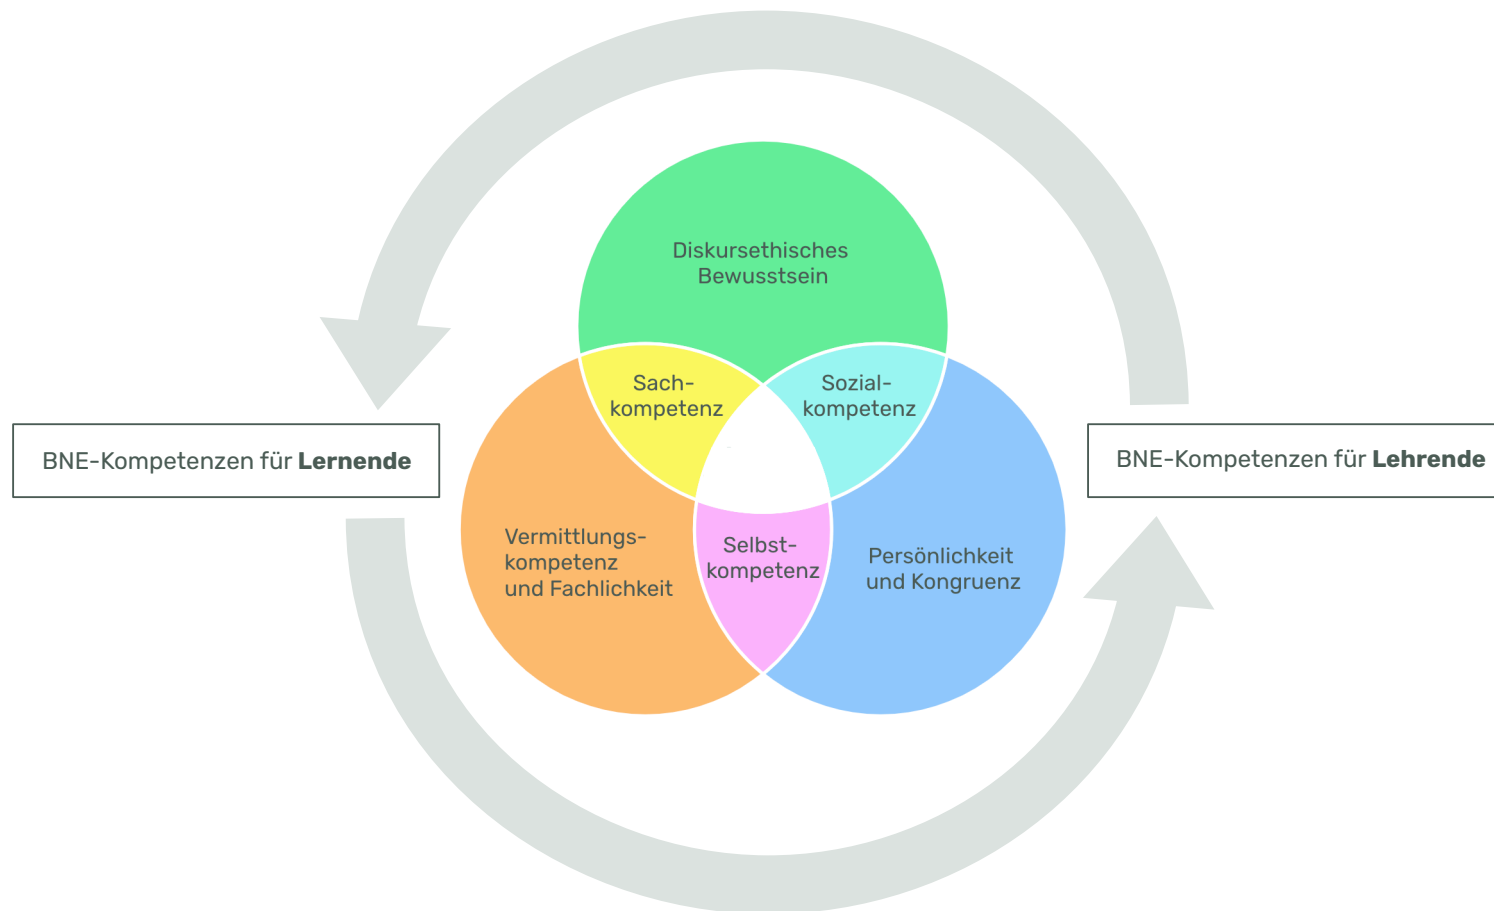 Diskursethisches
Bewusstsein
Sach-
kompetenz
Sozial-
kompetenz
BNE-Kompetenzen für Lernende
BNE-Kompetenzen für Lehrende
Vermittlungs-
kompetenz
und Fachlichkeit
Selbst-
kompetenz
Persönlichkeit
und Kongruenz